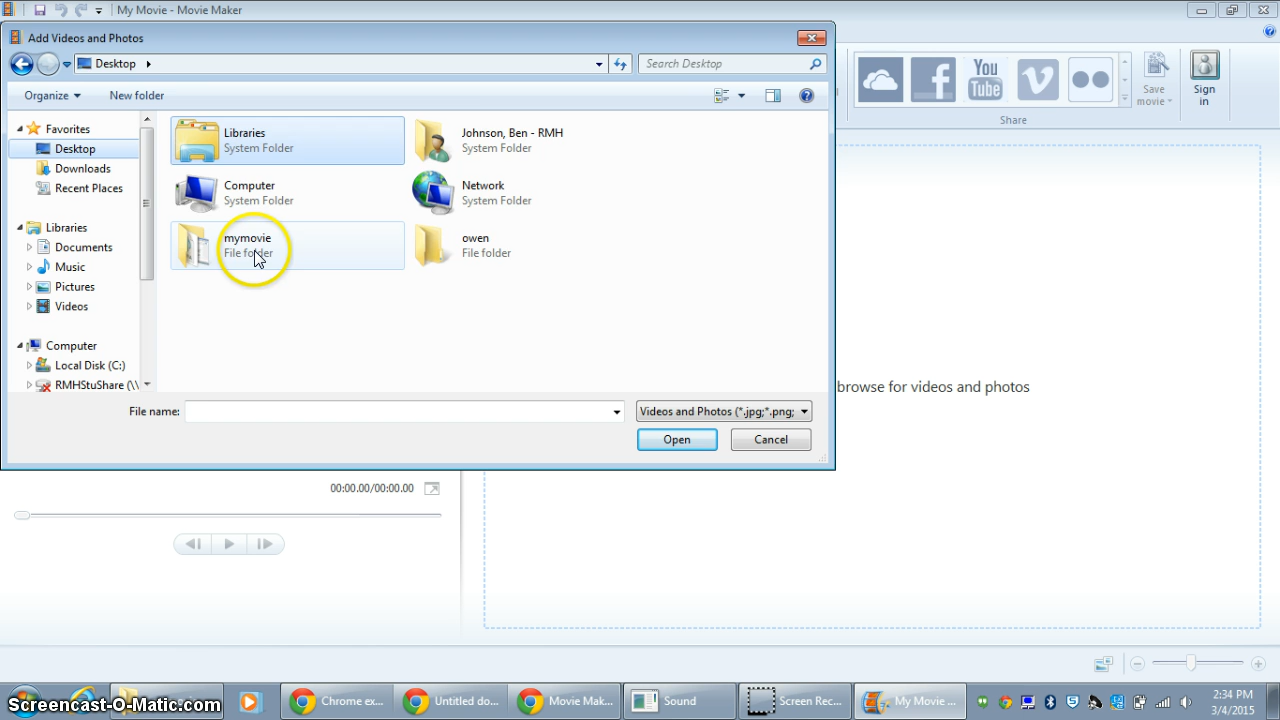 My Movie - Movie Maker
Add Videos and Photos
Desktop
Search Desktop
Organize
New folder
Favorites
Desktop
Downloads
Recent Places
Libraries
Documents
Music
Pictures
Videos
Computer
Local Disk (C:)
RMHStuShare (\\
Libraries
System Folder
Johnson, Ben - RMH
System Folder
Computer
System Folder
Network
System Folder
mymovie
File folder
owen
File folder
File name:
Videos and Photos (*.jpg;*.png;
Open
Cancel
You
Tube
Save
movie
Sign
in
Share
browse for videos and photos
00:00.00/00:00.00
Chrome ex...
Untitled do...
Movie Mak...
Sound
Screen Rec...
My Movie ...
2:34 PM
3/4/2015
Screencast-O-Matic.com